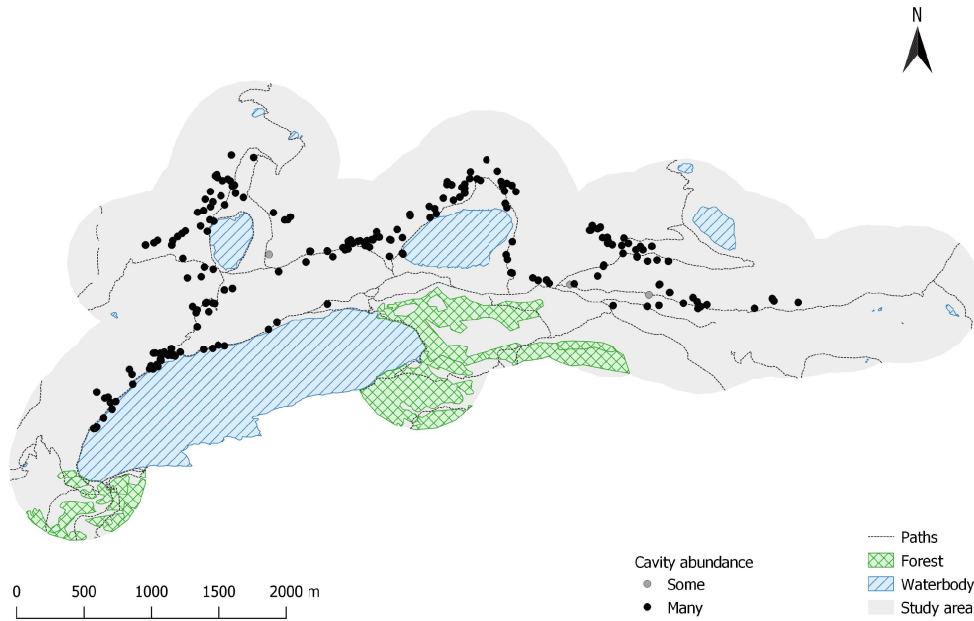 N
Cavity abundance
Some
Many
Paths
Forest
Waterbody
Study area
0 500 1000 1500 2000 m